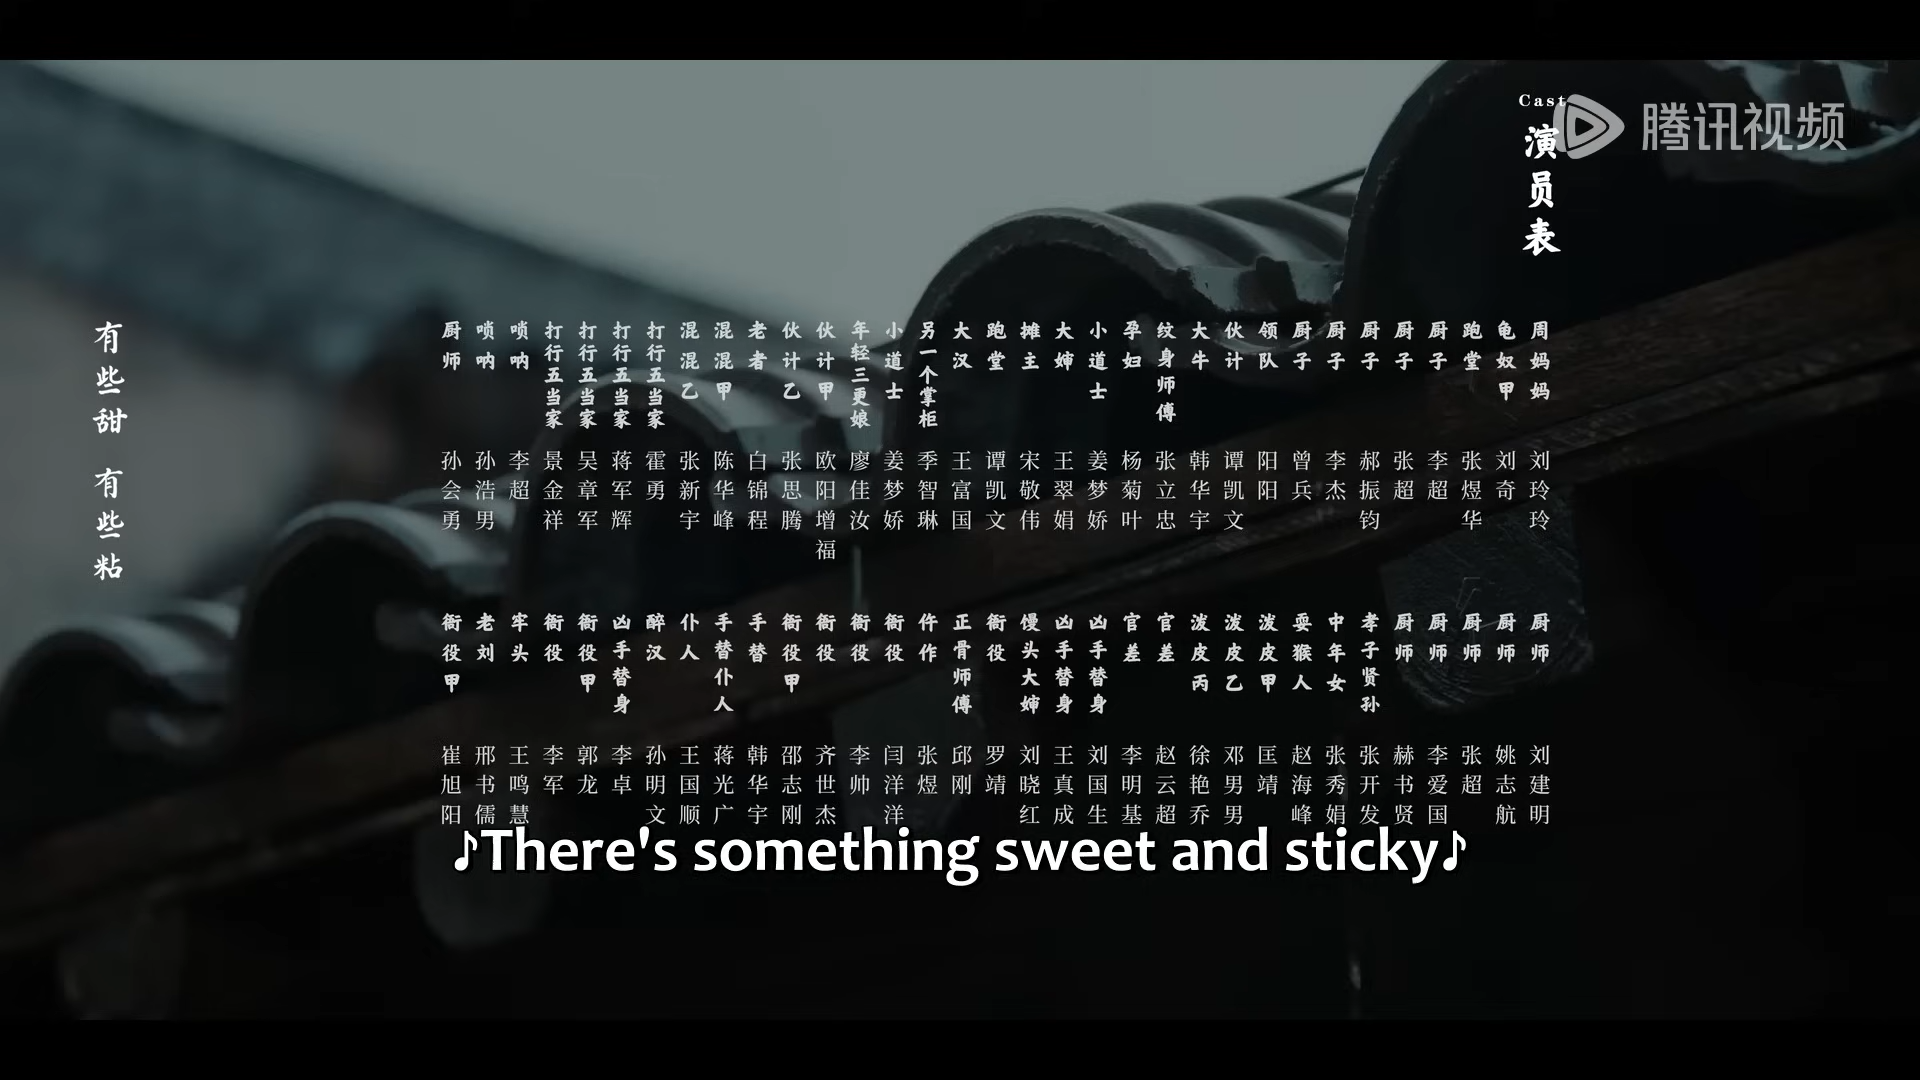 Cast
演员表
腾讯视频
周妈妈 刘玲玲
龟奴甲 刘奇
跑堂 张煜华
厨子 李超
厨子 张超
厨子 郝振钧
厨子 李杰
厨子 曾兵
领队 阳阳
伙计 谭凯文
大牛 韩华宇
纹身师傅 张立忠
孕妇 杨菊叶
小道士 姜梦娇
大婶 王翠娟
摊主 宋敬伟
跑堂 谭凯文
大汉 王富国
另一个掌柜 季智琳
小道士 姜梦娇
年轻三更娘 廖佳汝
伙计甲 欧阳增福
伙计乙 张思腾
老者 白锦程
混混甲 陈华峰
混混乙 张新宇
打行五当家 霍勇
打行五当家 蒋军辉
打行五当家 吴章军
打行五当家 景金祥
唢呐 李超
唢呐 孙浩男
厨师 孙会勇
厨师 刘建明
厨师 姚志航
厨师 张超
厨师 李爱国
厨师 赫书贤
孝子贤孙 张开发
中年女 张秀娟
耍猴人 赵海峰
泼皮甲 匡靖
泼皮乙 邓男男
泼皮丙 徐艳乔
官差 赵云超
官差 李明基
凶手替身 刘国生
凶手替身 王真成
馒头大婶 刘晓红
衙役 罗靖
正骨师傅 邱刚
仵作 张煜
衙役 闫洋洋
衙役 李帅
衙役 齐世杰
衙役甲 邵志刚
手替 韩华宇
手替仆人 蒋光广
仆人 王国顺
醉汉 孙明文
凶手替身 李卓
衙役甲 郭龙
衙役 李军
牢头 王鸣慧
老刘 邢书儒
衙役甲 崔旭阳
有些甜 有些粘
♪There's something sweet and sticky♪